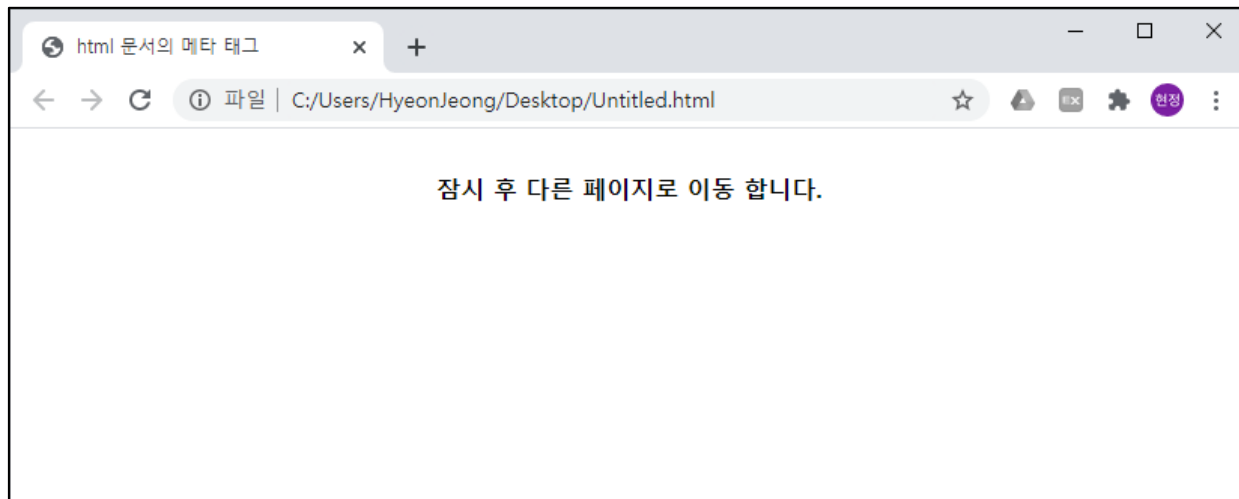 html 문서의 메타 태그
파일 | C:/Users/HyeonJeong/Desktop/Untitled.html
EX
현정
잠시 후 다른 페이지로 이동 합니다.